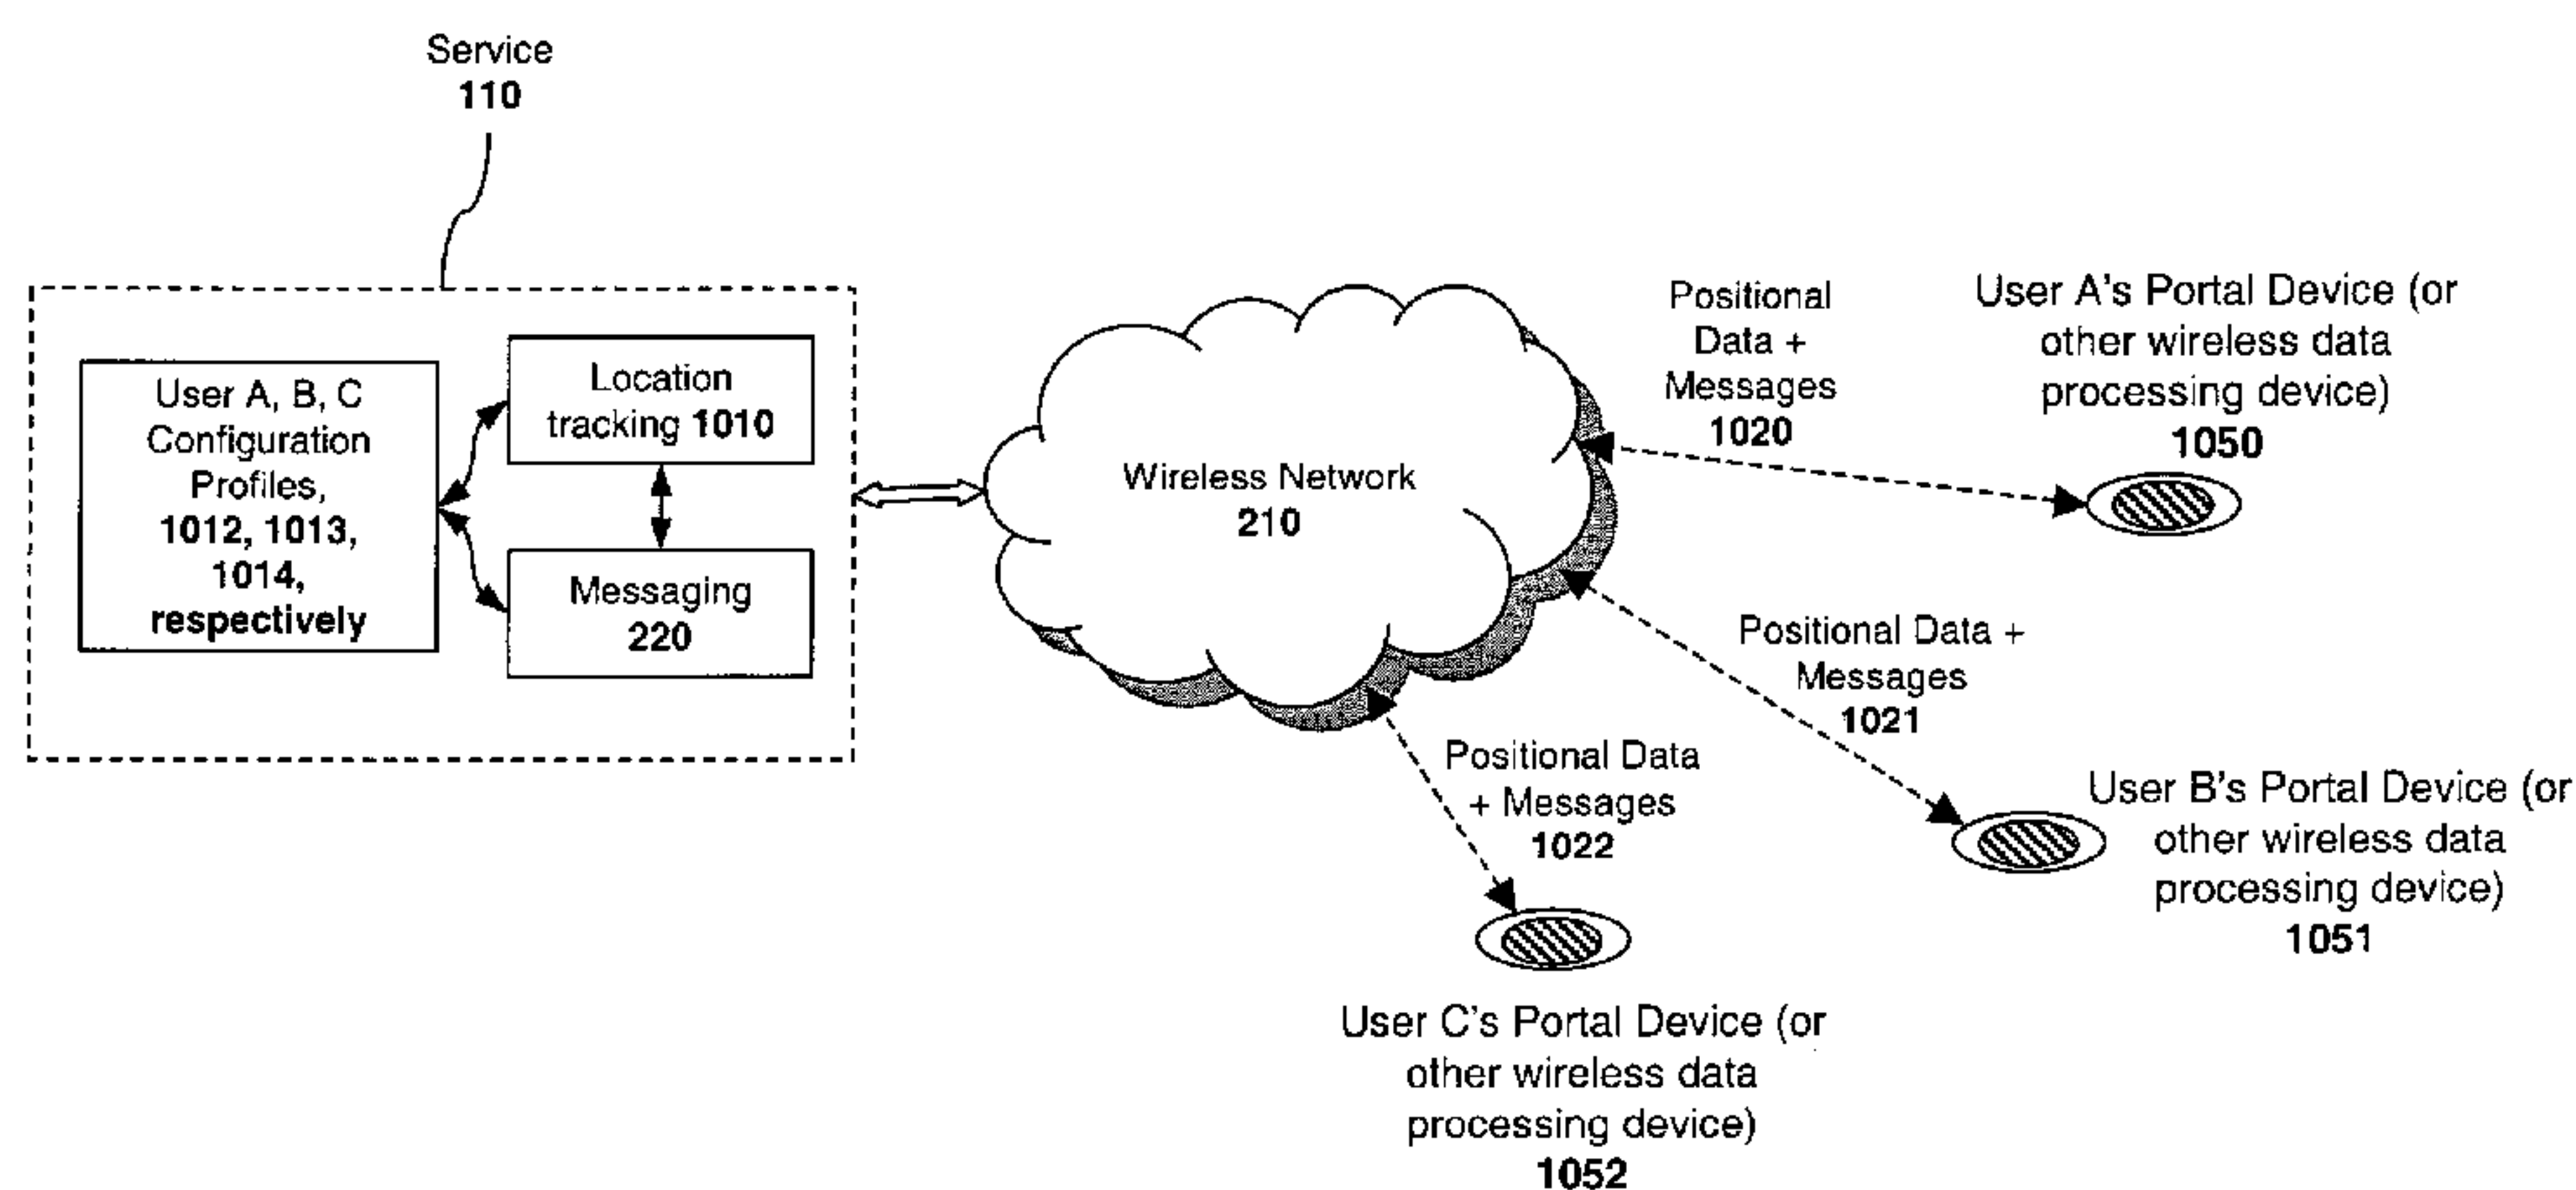 Service
110
User A, B, C
Configuration
Profiles,
1012, 1013,
1014,
respectively
Location
tracking 1010
Messaging
220
Wireless Network
210
Positional
Data +
Messages
1020
User A's Portal Device (or
other wireless data
processing device)
1050
Positional Data +
Messages
1021
User B's Portal Device (or
other wireless data
processing device)
1051
Positional Data
+ Messages
1022
User C's Portal Device (or
other wireless data
processing device)
1052